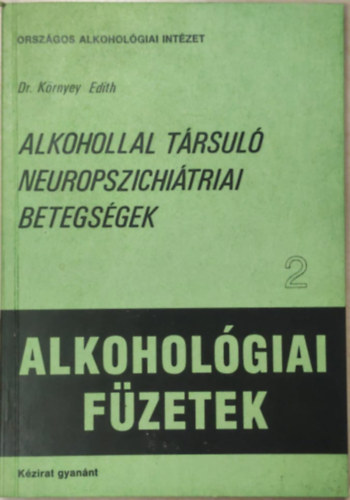 ORSZÁGOS ALKOHOLÓGIAI INTÉZET
Dr. Környey Edith
ALKOHOLLAL TÁRSULÓ
NEUROPSZICHIÁTRIAI
BETEGSÉGEK
2
ALKOHOLÓGIAI
FÜZETEK
Kézirat gyanánt